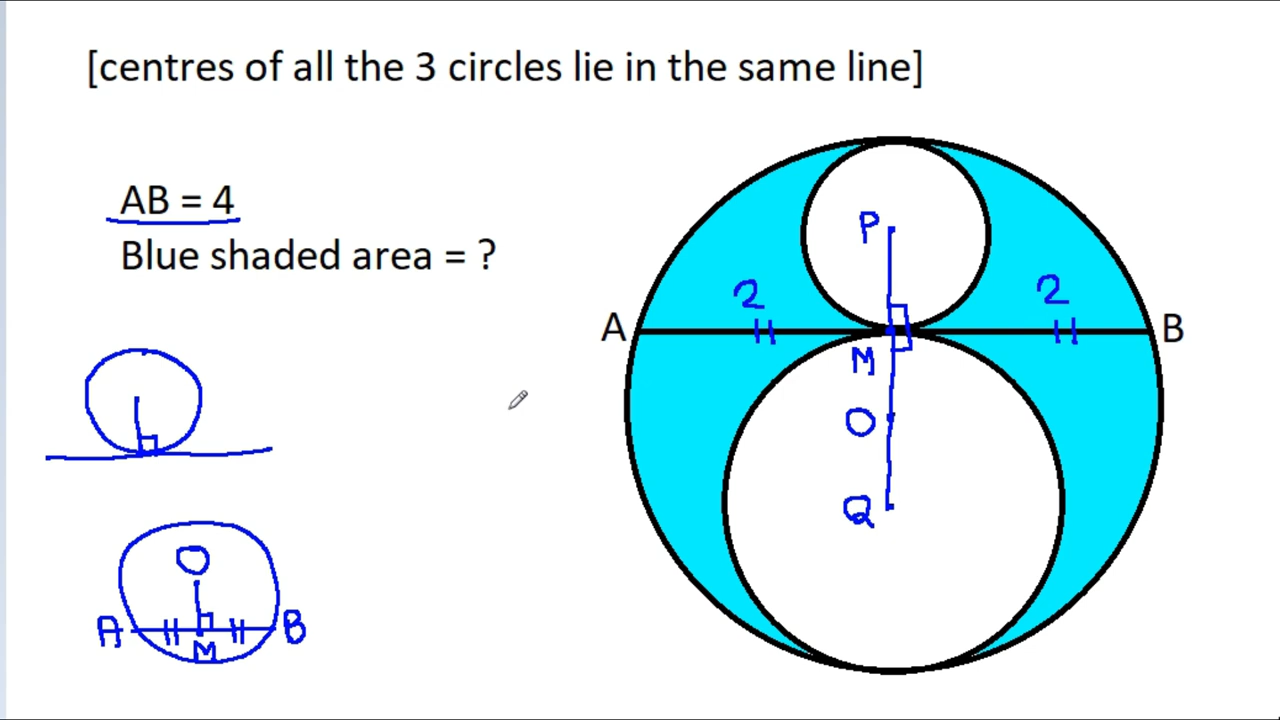 [centres of all the 3 circles lie in the same line]
AB = 4
Blue shaded area = ?
P
2
2
A
B
M
O
Q
O
A
B
M